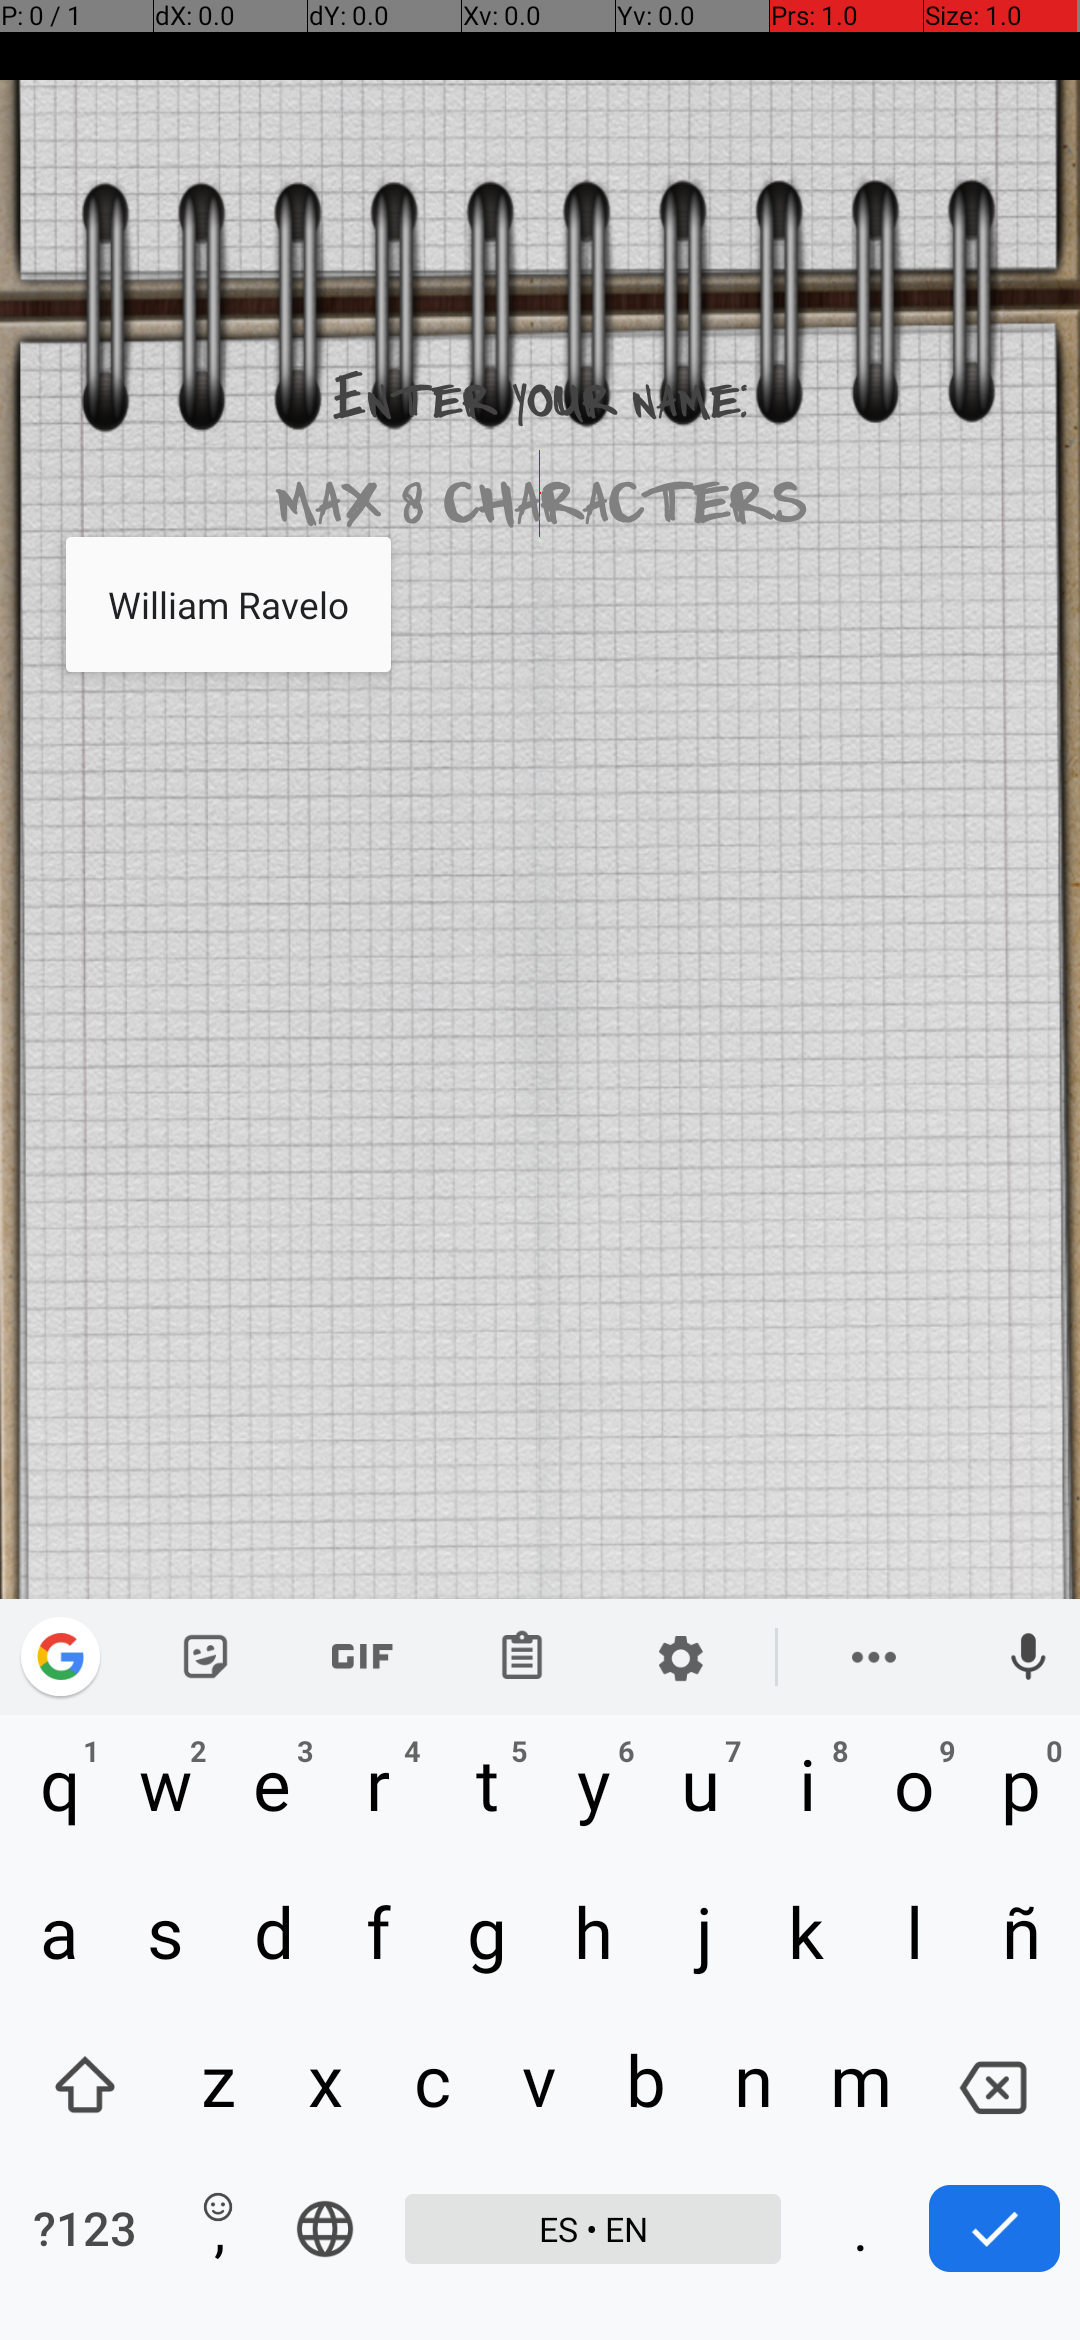 P: 0 / 1 dX: 0.0 dY: 0.0 Xv: 0.0 Yv: 0.0 Prs: 1.0 Size: 1.0
Enter your name:
MAX 8 CHARACTERS
William Ravelo
G GIF
1 2 3 4 5 6 7 8 9 0
q w e r t y u i o p
a s d f g h j k l ñ
z x c v b n m
?123 , ES • EN .